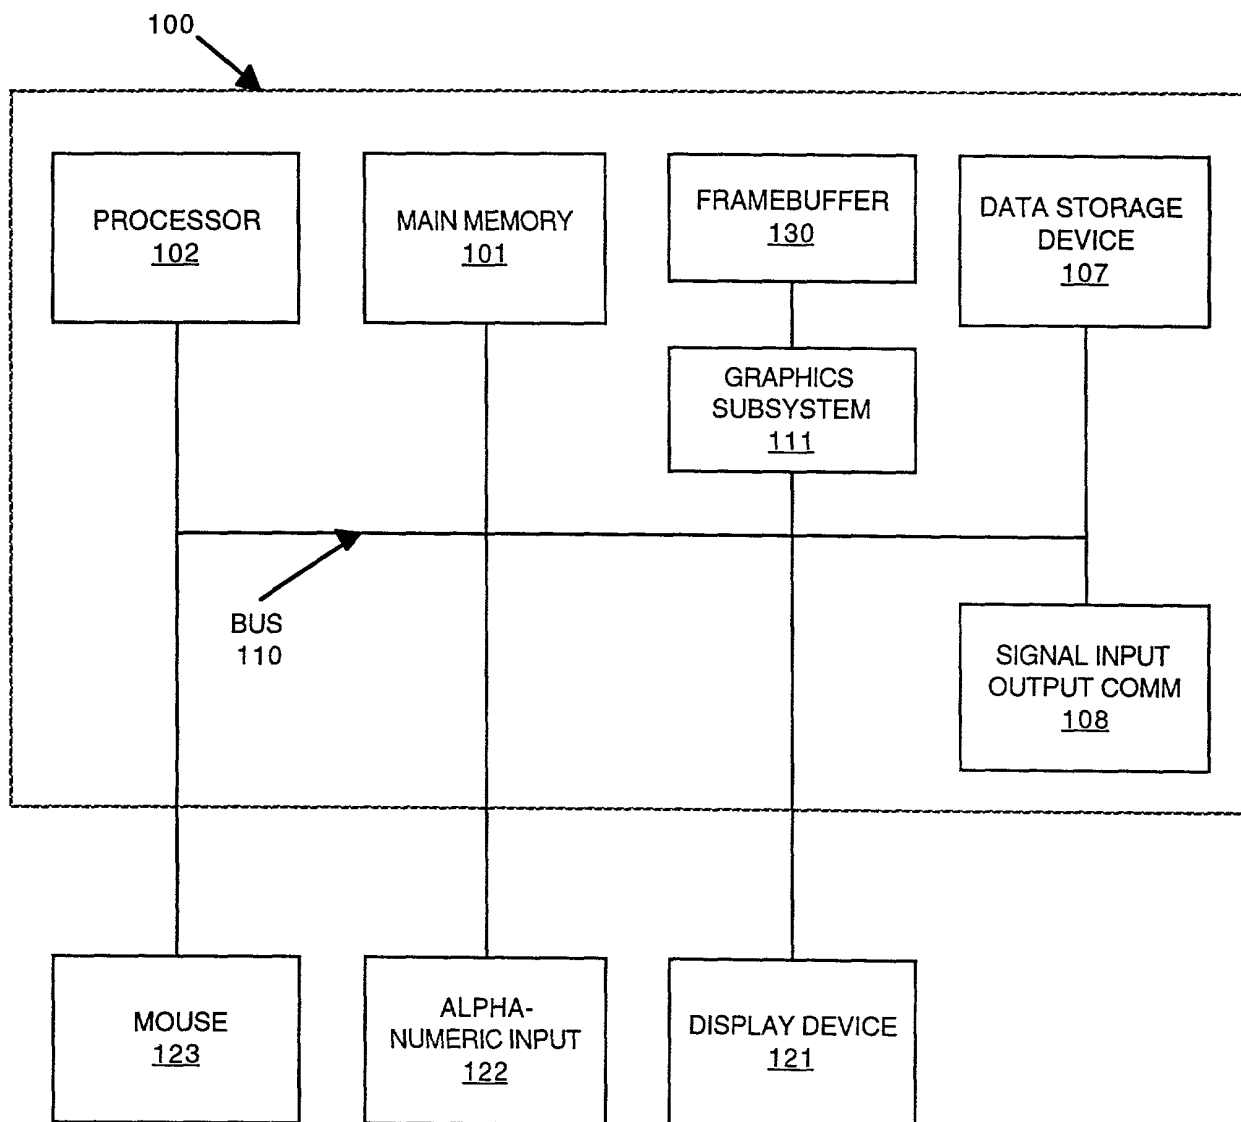 100
PROCESSOR
102
MAIN MEMORY
101
FRAMEBUFFER
130
DATA STORAGE
DEVICE
107
GRAPHICS
SUBSYSTEM
111
BUS
110
SIGNAL INPUT
OUTPUT COMM
108
MOUSE
123
ALPHA-
NUMERIC INPUT
122
DISPLAY DEVICE
121